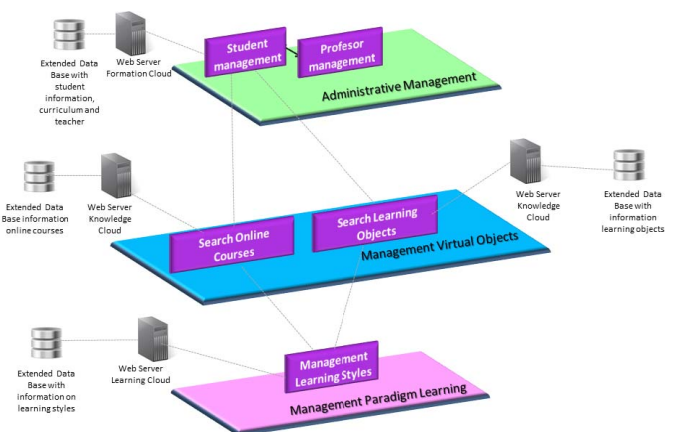 Student
management
Profesor
management
Administrative Management
Extended Data
Base with
student
information,
curriculum and
teacher
Web Server
Formation Cloud
Extended Data
Base information
online courses
Web Server
Knowledge
Cloud
Search Online
Courses
Search Learning
Objects
Management Virtual Objects
Web Server
Knowledge
Cloud
Extended Data
Base with
information
learning objects
Extended Data
Base with
information on
learning styles
Web Server
Learning Cloud
Management
Learning Styles
Management Paradigm Learning